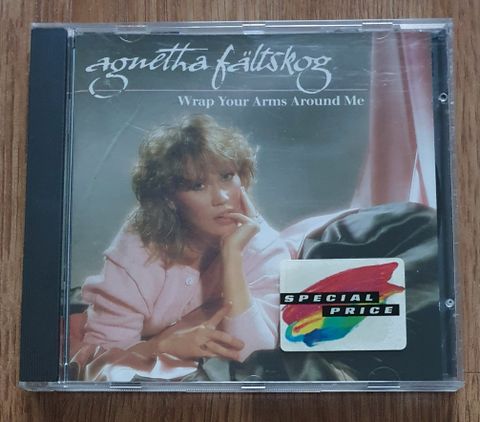 agnetha fältskog
Wrap Your Arms Around Me
SPECIAL
PRICE